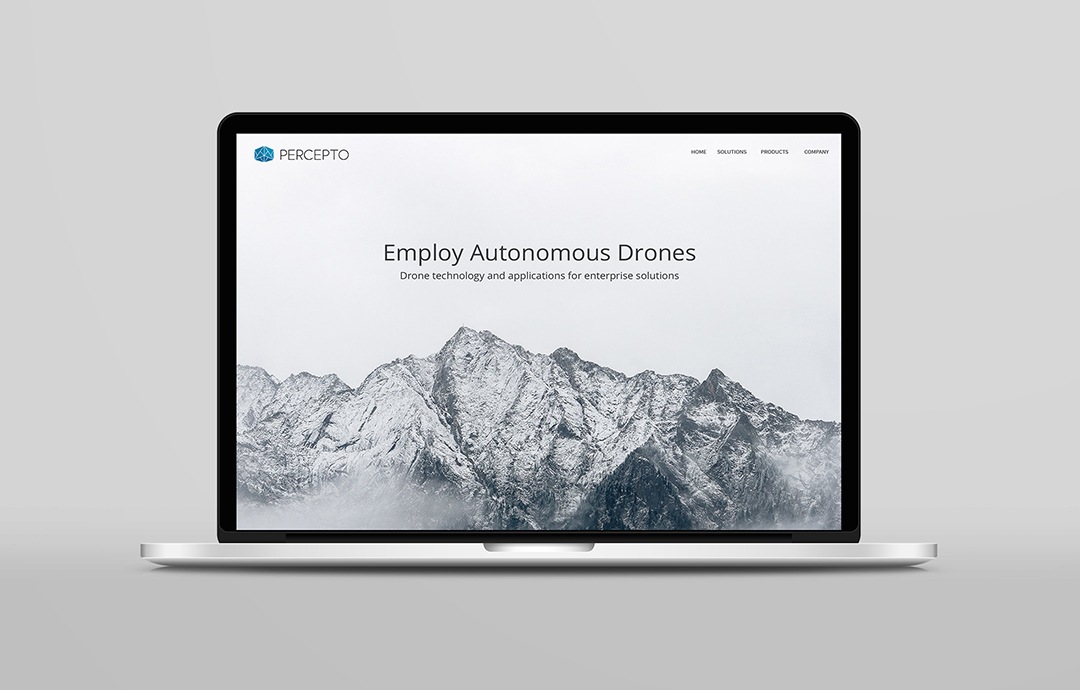 PERCEPTO
HOME SOLUTIONS PRODUCTS COMPANY
Employ Autonomous Drones
Drone technology and applications for enterprise solutions